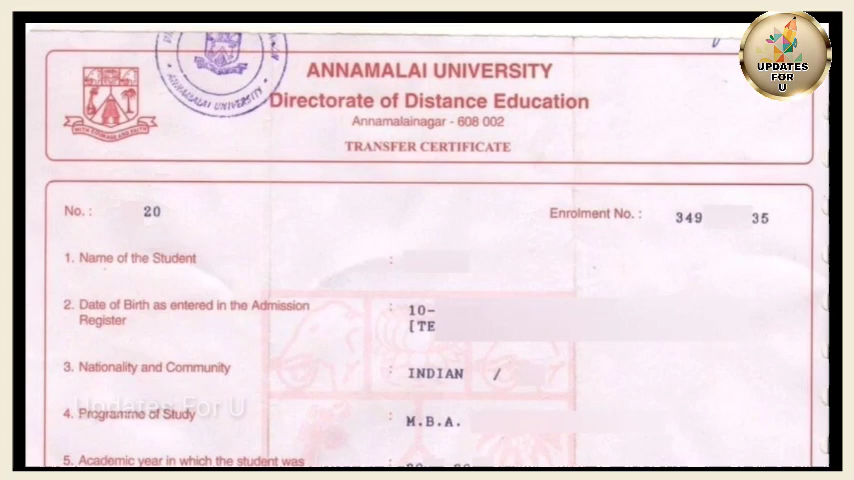 UPDATES
FOR
U
ANNAMALAI UNIVERSITY
ANNAMALAI UNIVERSITY
Directorate of Distance Education
Annamalainagar - 608 002
TRANSFER CERTIFICATE
No. : 20
Enrolment No. : 349 35
1. Name of the Student :
2. Date of Birth as entered in the Admission : 10-
Register [TE
3. Nationality and Community : INDIAN /
Updates For U
4. Programme of Study : M.B.A.
5. Academic year in which the student was